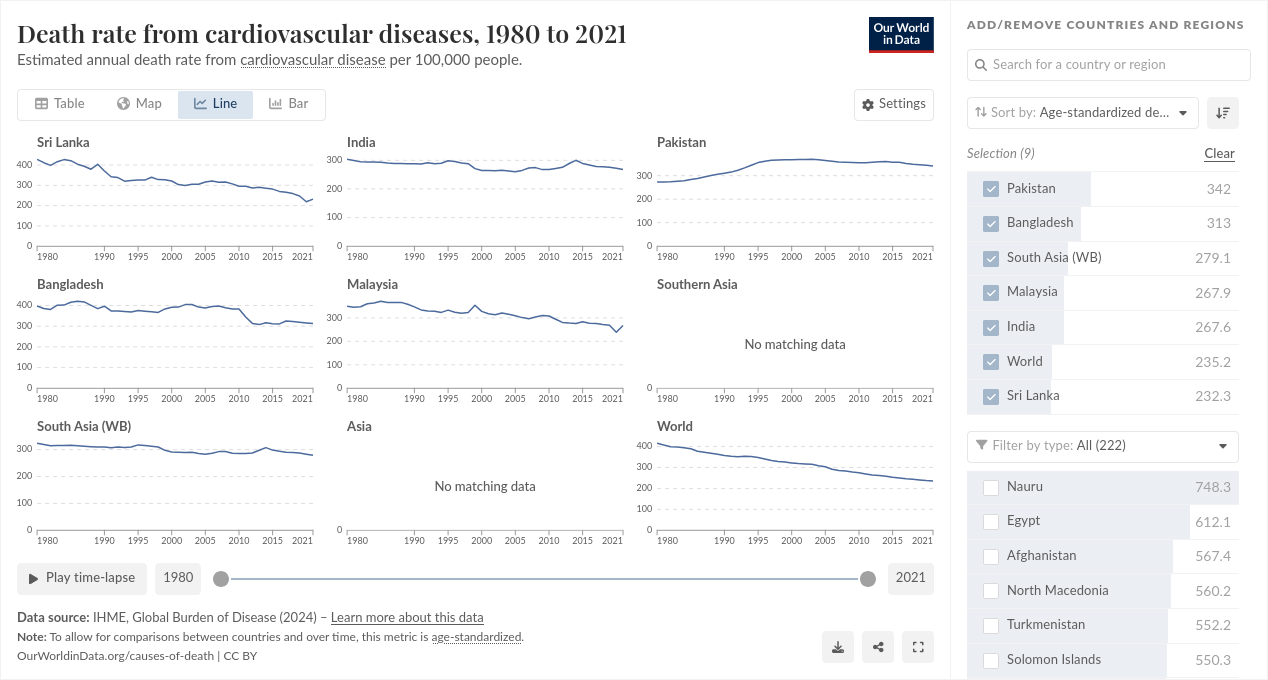 Death rate from cardiovascular diseases, 1980 to 2021
Estimated annual death rate from cardiovascular disease per 100,000 people.
Our World
in Data
Table
Map
Line
Bar
Settings
Sri Lanka
400
300
200
100
0
1980 1990 1995 2000 2005 2010 2015 2021
India
300
200
100
0
1980 1990 1995 2000 2005 2010 2015 2021
Pakistan
300
200
100
0
1980 1990 1995 2000 2005 2010 2015 2021
Bangladesh
400
300
200
100
0
1980 1990 1995 2000 2005 2010 2015 2021
Malaysia
300
200
100
0
1980 1990 1995 2000 2005 2010 2015 2021
Southern Asia
No matching data
0
1980 1990 1995 2000 2005 2010 2015 2021
South Asia (WB)
300
200
100
0
1980 1990 1995 2000 2005 2010 2015 2021
Asia
No matching data
0
1980 1990 1995 2000 2005 2010 2015 2021
World
400
300
200
100
0
1980 1990 1995 2000 2005 2010 2015 2021
Play time-lapse
1980
2021
Data source: IHME, Global Burden of Disease (2024) – Learn more about this data
Note: To allow for comparisons between countries and over time, this metric is age-standardized.
OurWorldinData.org/causes-of-death | CC BY
ADD/REMOVE COUNTRIES AND REGIONS
Search for a country or region
Sort by: Age-standardized de...
Selection (9) Clear
Pakistan 342
Bangladesh 313
South Asia (WB) 279.1
Malaysia 267.9
India 267.6
World 235.2
Sri Lanka 232.3
Filter by type: All (222)
Nauru 748.3
Egypt 612.1
Afghanistan 567.4
North Macedonia 560.2
Turkmenistan 552.2
Solomon Islands 550.3